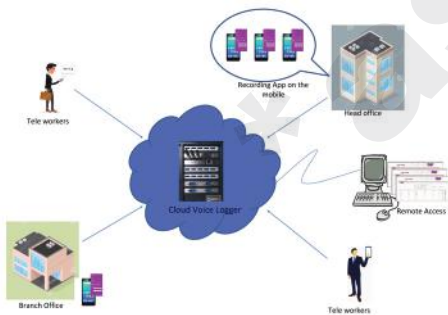 Recording App on the
mobile
Head office
Tele workers
Cloud Voice Logger
Remote Access
Branch Office
Tele workers